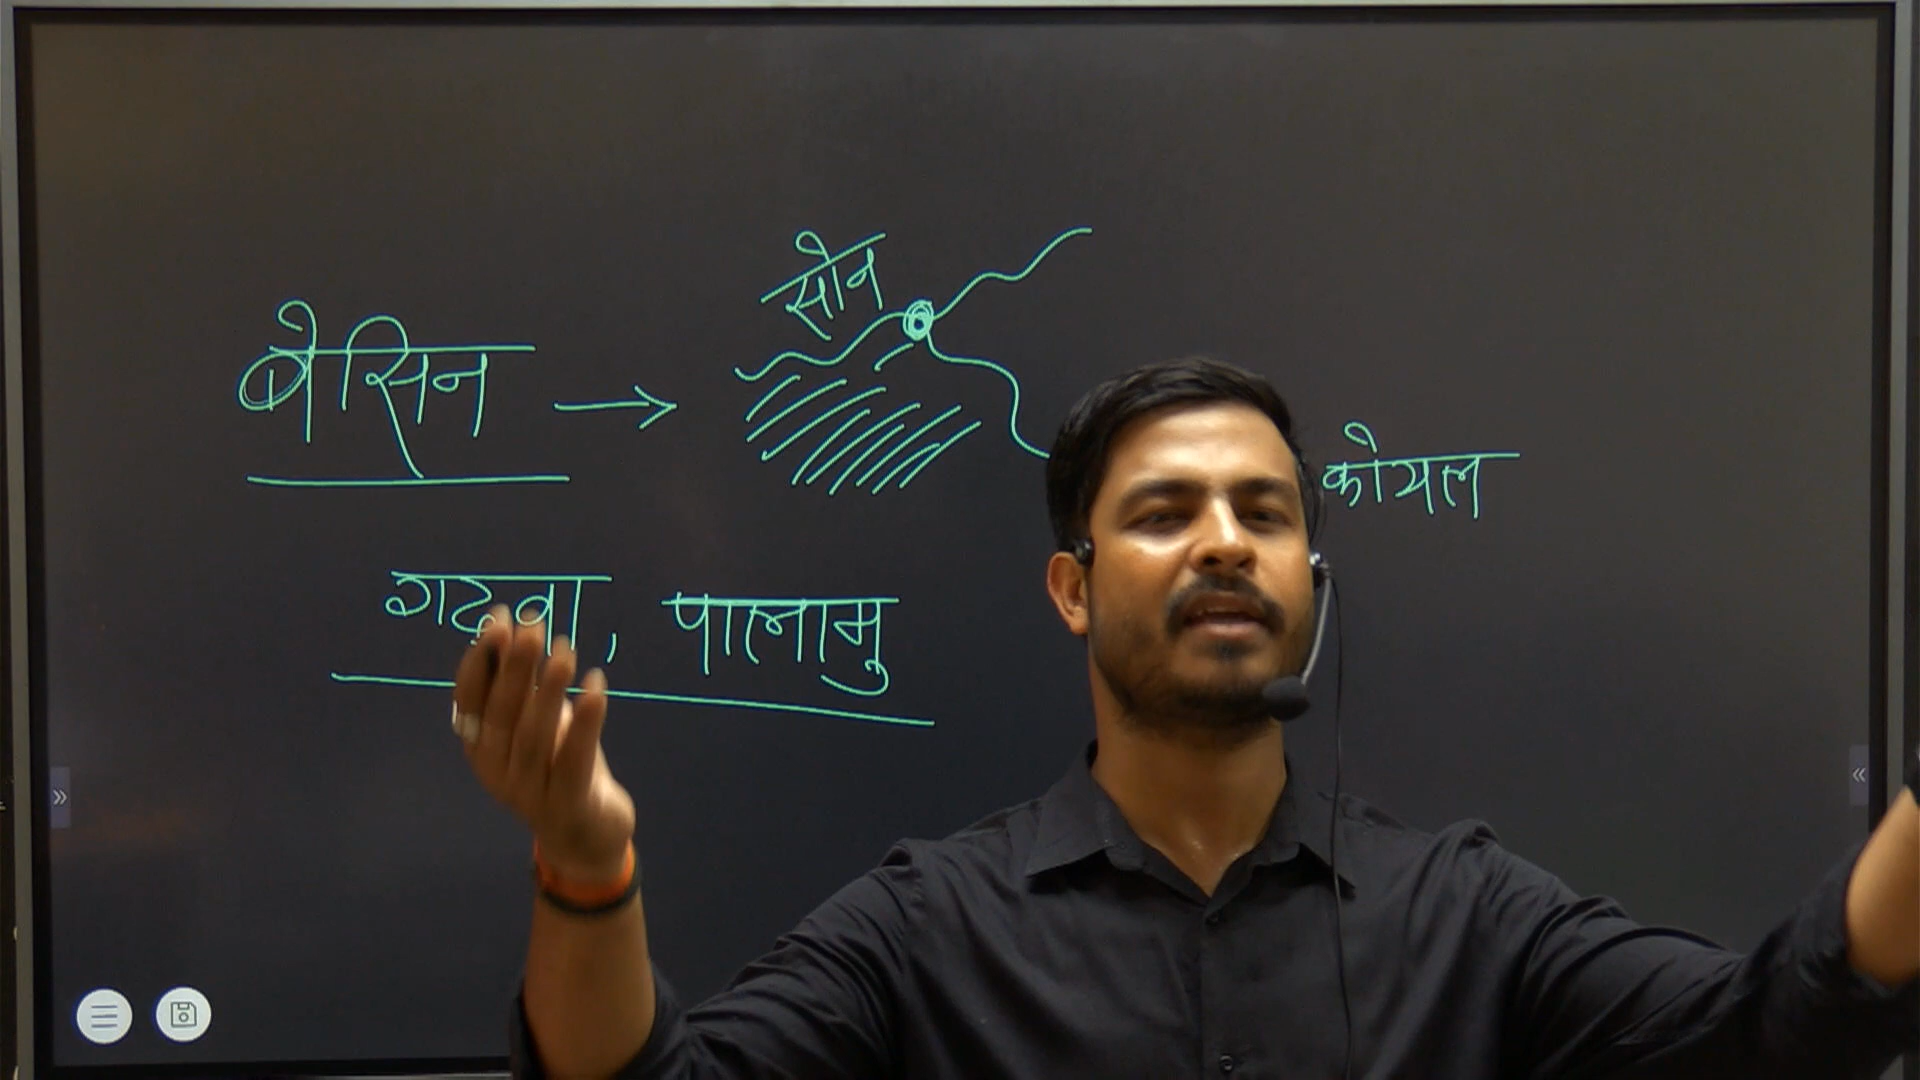 सोन
बेसिन →
कोयल
गढ़वा, पालामु